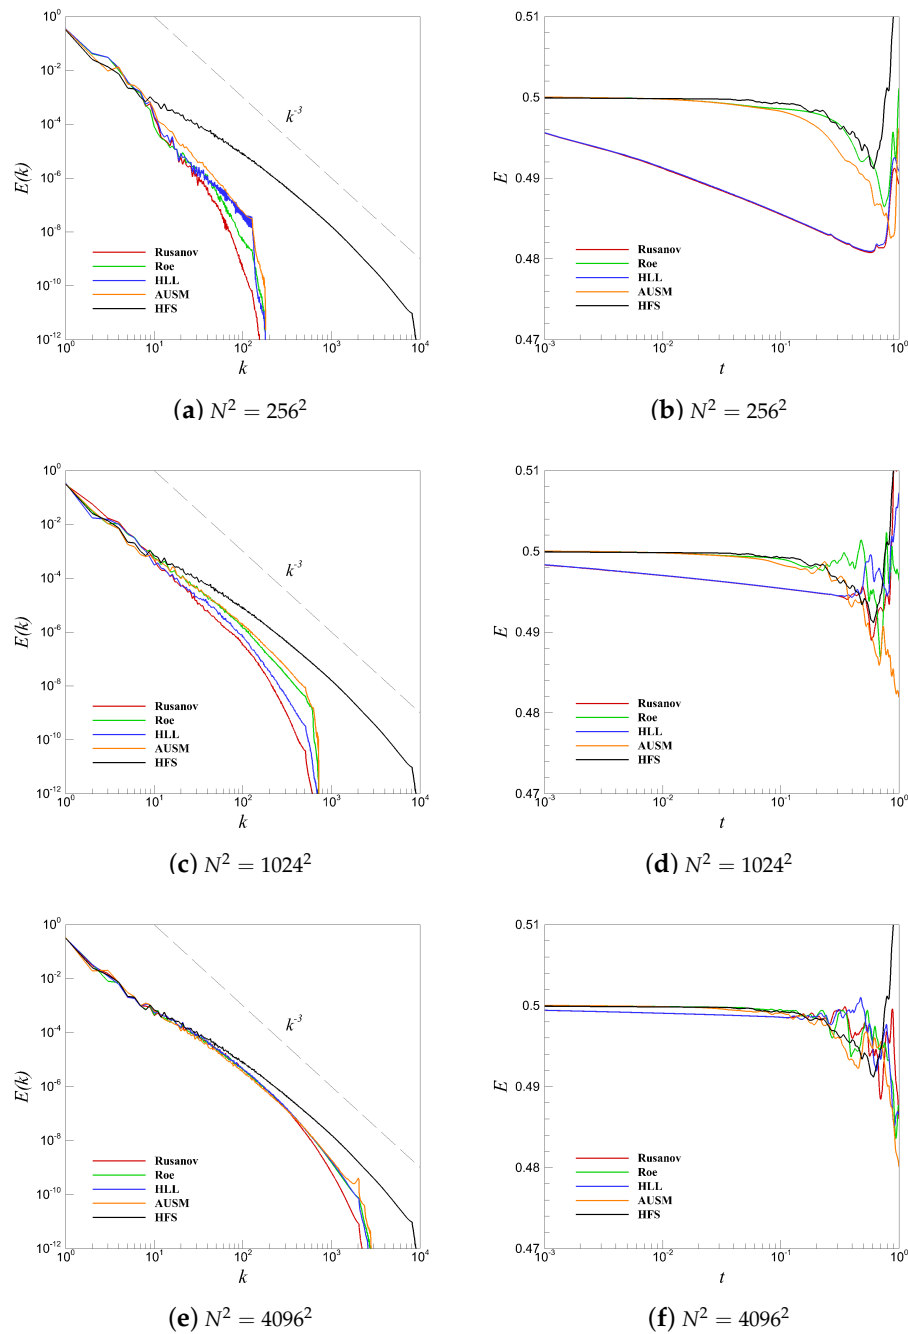 10^0
10^-2
10^-4
10^-6
10^-8
10^-10
10^-12
E(k)
k^-3
Rusanov
Roe
HLL
AUSM
HFS
10^0 10^1 10^2 10^3 10^4
k
(a) N^2 = 256^2
0.51
0.5
0.49
0.48
0.47
E
Rusanov
Roe
HLL
AUSM
HFS
10^-3 10^-2 10^-1 10^0
t
(b) N^2 = 256^2
10^0
10^-2
10^-4
10^-6
10^-8
10^-10
10^-12
E(k)
k^-3
Rusanov
Roe
HLL
AUSM
HFS
10^0 10^1 10^2 10^3 10^4
k
(c) N^2 = 1024^2
0.51
0.5
0.49
0.48
0.47
E
Rusanov
Roe
HLL
AUSM
HFS
10^-3 10^-2 10^-1 10^0
t
(d) N^2 = 1024^2
10^0
10^-2
10^-4
10^-6
10^-8
10^-10
10^-12
E(k)
k^-3
Rusanov
Roe
HLL
AUSM
HFS
10^0 10^1 10^2 10^3 10^4
k
(e) N^2 = 4096^2
0.51
0.5
0.49
0.48
0.47
E
Rusanov
Roe
HLL
AUSM
HFS
10^-3 10^-2 10^-1 10^0
t
(f) N^2 = 4096^2